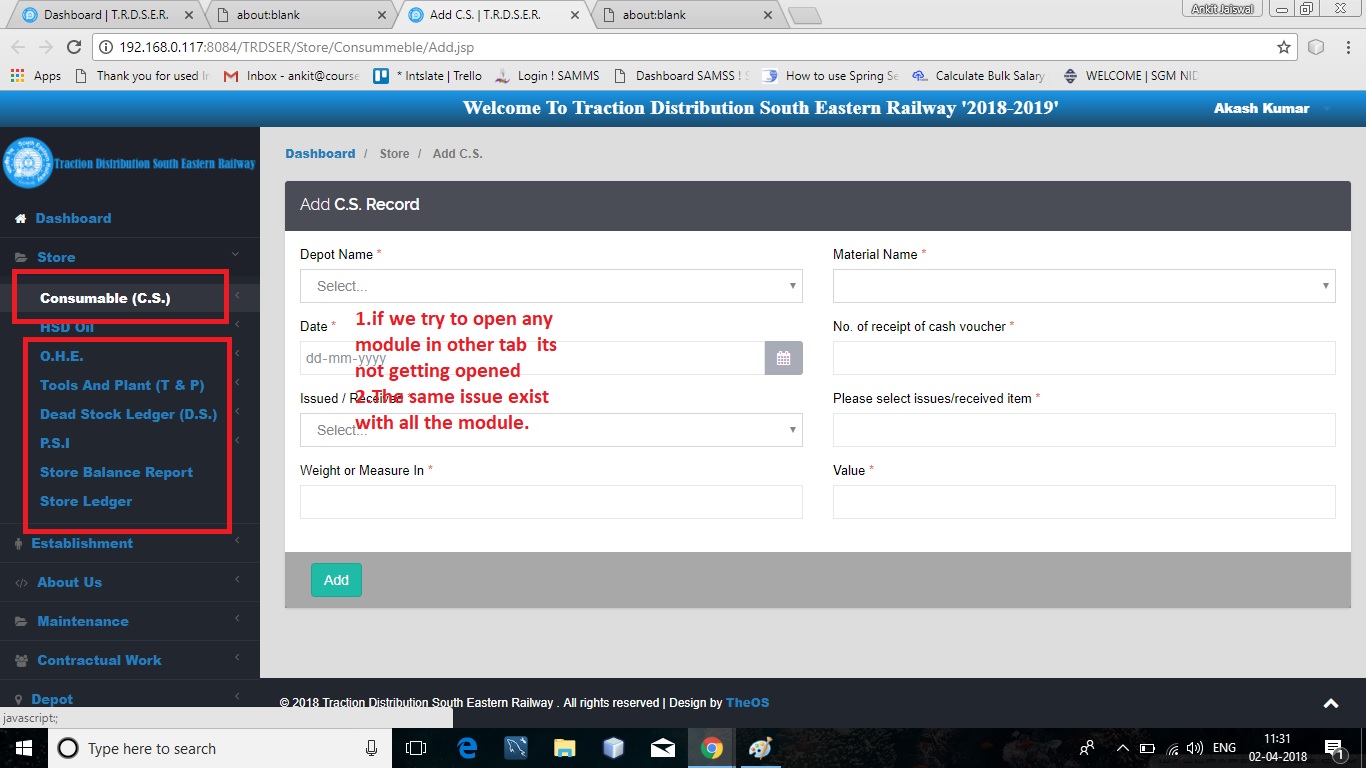 Dashboard | T.R.D.S.E.R.
about:blank
Add C.S. | T.R.D.S.E.R.
about:blank
Ankit Jaiswal
192.168.0.117:8084/TRDSER/Store/Consummeble/Add.jsp
Apps
Thank you for used
Inbox - ankit@course
* Intslate | Trello
Login ! SAMMS
Dashboard SAMSS !
How to use Spring Se
Calculate Bulk Salary
WELCOME | SGM NID
Welcome To Traction Distribution South Eastern Railway '2018-2019'
Akash Kumar
Traction Distribution South Eastern Railway
Dashboard / Store / Add C.S.
Dashboard
Store
Consumable (C.S.)
HSD Oil
O.H.E.
Tools And Plant (T & P)
Dead Stock Ledger (D.S.)
P.S.I
Store Balance Report
Store Ledger
Establishment
About Us
Maintenance
Contractual Work
Depot
Add C.S. Record
Depot Name *
Select...
Material Name *
Date *
dd-mm-yyyy
No. of receipt of cash voucher *
Issued / Received *
Select...
Please select issues/received item *
Weight or Measure In *
Value *
1.if we try to open any
module in other tab its
not getting opened
2.The same issue exist
with all the module.
Add
© 2018 Traction Distribution South Eastern Railway . All rights reserved | Design by TheOS
javascript:;
Type here to search
ENG
11:31
02-04-2018
1